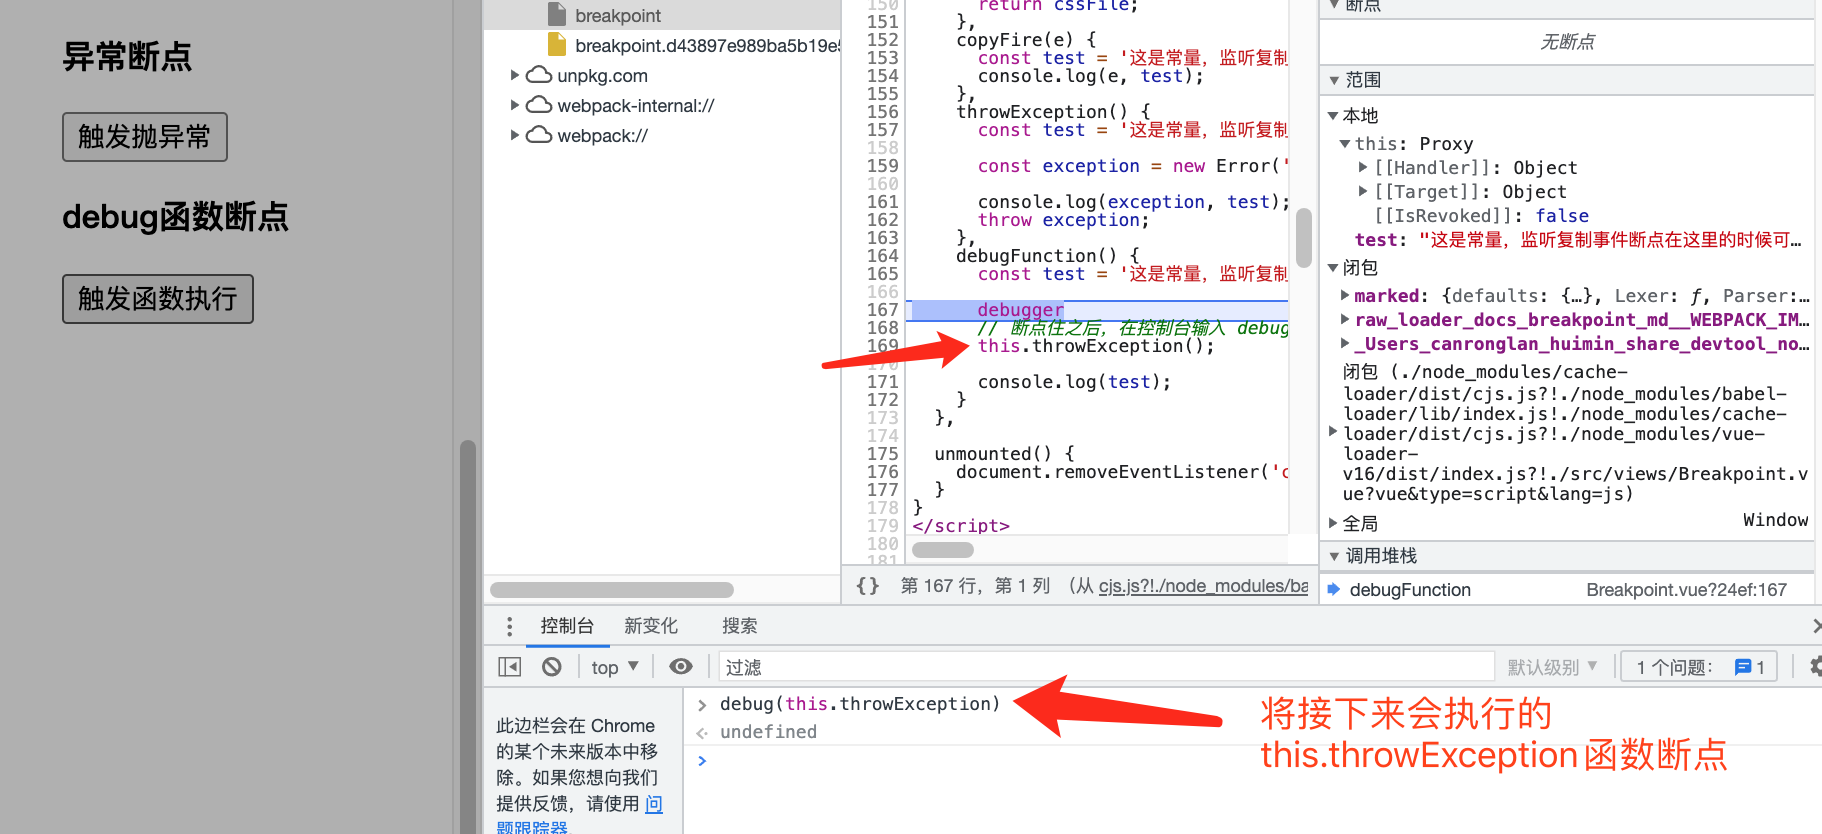 异常断点
触发抛异常
debug函数断点
触发函数执行
breakpoint
breakpoint.d43897e989ba5b19e5
unpkg.com
webpack-internal://
webpack://
150 return cssFile;
151 },
152 copyFire(e) {
153 const test = '这是常量，监听复制
154 console.log(e, test);
155 },
156 throwException() {
157 const test = '这是常量，监听复制
158
159 const exception = new Error('
160
161 console.log(exception, test);
162 throw exception;
163 },
164 debugFunction() {
165 const test = '这是常量，监听复制
166
167 debugger
168 // 断点住之后，在控制台输入 debug
169 this.throwException();
170
171 console.log(test);
172 }
173 },
174
175 unmounted() {
176 document.removeEventListener('c
177 }
178 }
179 </script>
180
181
{} 第 167 行，第 1 列 （从 cjs.js?!./node_modules/ba
断点
无断点
范围
本地
this: Proxy
[[Handler]]: Object
[[Target]]: Object
[[IsRevoked]]: false
test: "这是常量，监听复制事件断点在这里的时候可…
闭包
marked: {defaults: {…}, Lexer: ƒ, Parser:…
raw_loader_docs_breakpoint_md__WEBPACK_IM…
_Users_canronglan_huimin_share_devtool_no…
闭包 (./node_modules/cache-
loader/dist/cjs.js?!./node_modules/babel-
loader/lib/index.js!./node_modules/cache-
loader/dist/cjs.js?!./node_modules/vue-
loader-
v16/dist/index.js?!./src/views/Breakpoint.v
ue?vue&type=script&lang=js)
全局 Window
调用堆栈
debugFunction Breakpoint.vue?24ef:167
控制台 新变化 搜索
top 过滤 默认级别 1 个问题： 1
此边栏会在 Chrome
的某个未来版本中移
除。如果您想向我们
提供反馈，请使用 问
题跟踪器
> debug(this.throwException)
undefined
>
将接下来会执行的
this.throwException 函数断点